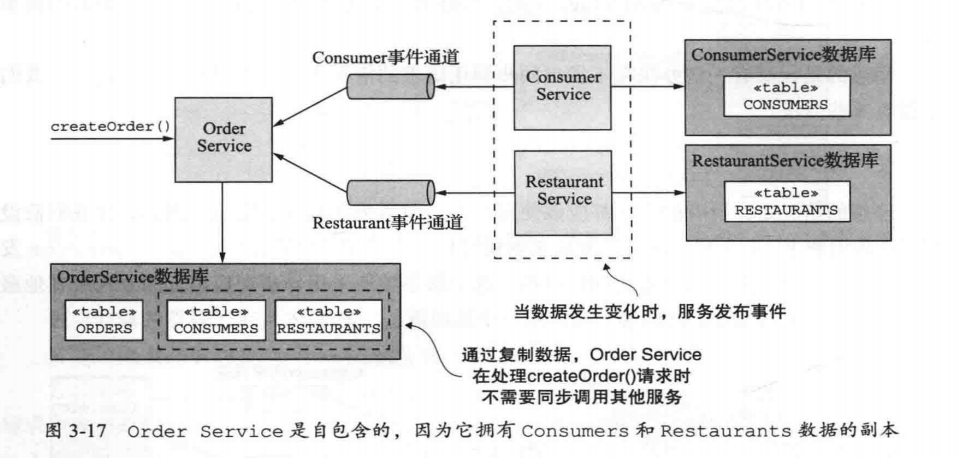 Consumer事件通道
createOrder()
Order
Service
Restaurant事件通道
Consumer
Service
Restaurant
Service
ConsumerService数据库
«table»
CONSUMERS
RestaurantService数据库
«table»
RESTAURANTS
OrderService数据库
«table»
ORDERS
«table»
CONSUMERS
«table»
RESTAURANTS
当数据发生变化时，服务发布事件
通过复制数据，Order Service
在处理createOrder()请求时
不需要同步调用其他服务
图 3-17 Order Service 是自包含的，因为它拥有 Consumers 和 Restaurants 数据的副本